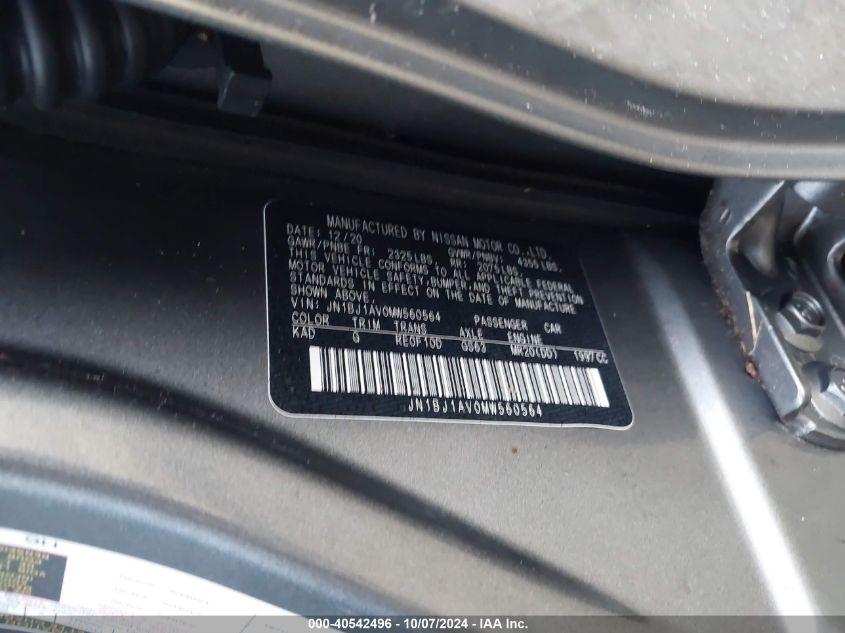 MANUFACTURED BY NISSAN MOTOR CO., LTD.
DATE: 12/20 GVWR/PNBV: 4355LBS.
GAWR/PNBE FR: 2325LBS RR: 2075LBS.
THIS VEHICLE CONFORMS TO ALL APPLICABLE FEDERAL
MOTOR VEHICLE SAFETY, BUMPER, AND THEFT PREVENTION
STANDARDS IN EFFECT ON THE DATE OF MANUFACTURE
SHOWN ABOVE.
VIN: JN1BJ1AV0MW560564 PASSENGER CAR
COLOR TRIM TRANS AXLE ENGINE
KAD G RE0F10D GS63 MR20(DD) 1997CC
JN1BJ1AV0MW560564
000-40542496 - 10/07/2024 - IAA Inc.